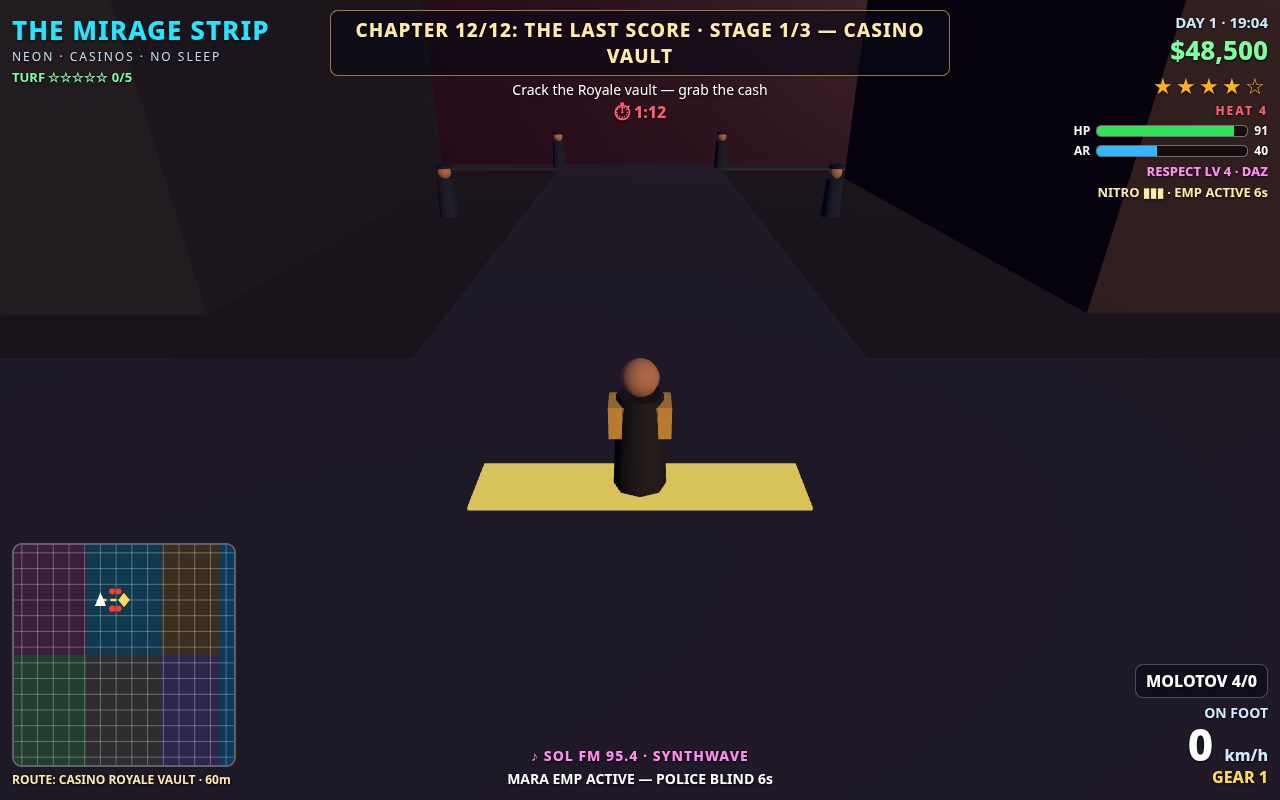 THE MIRAGE STRIP
NEON · CASINOS · NO SLEEP
TURF ☆☆☆☆☆ 0/5
CHAPTER 12/12: THE LAST SCORE · STAGE 1/3 — CASINO
VAULT
Crack the Royale vault — grab the cash
⏱ 1:12
DAY 1 · 19:04
$48,500
★★★★☆
HEAT 4
HP 91
AR 40
RESPECT LV 4 · DAZ
NITRO ▮▮▮ · EMP ACTIVE 6s
ROUTE: CASINO ROYALE VAULT · 60m
♪ SOL FM 95.4 · SYNTHWAVE
MARA EMP ACTIVE — POLICE BLIND 6s
MOLOTOV 4/0
ON FOOT
0 km/h
GEAR 1